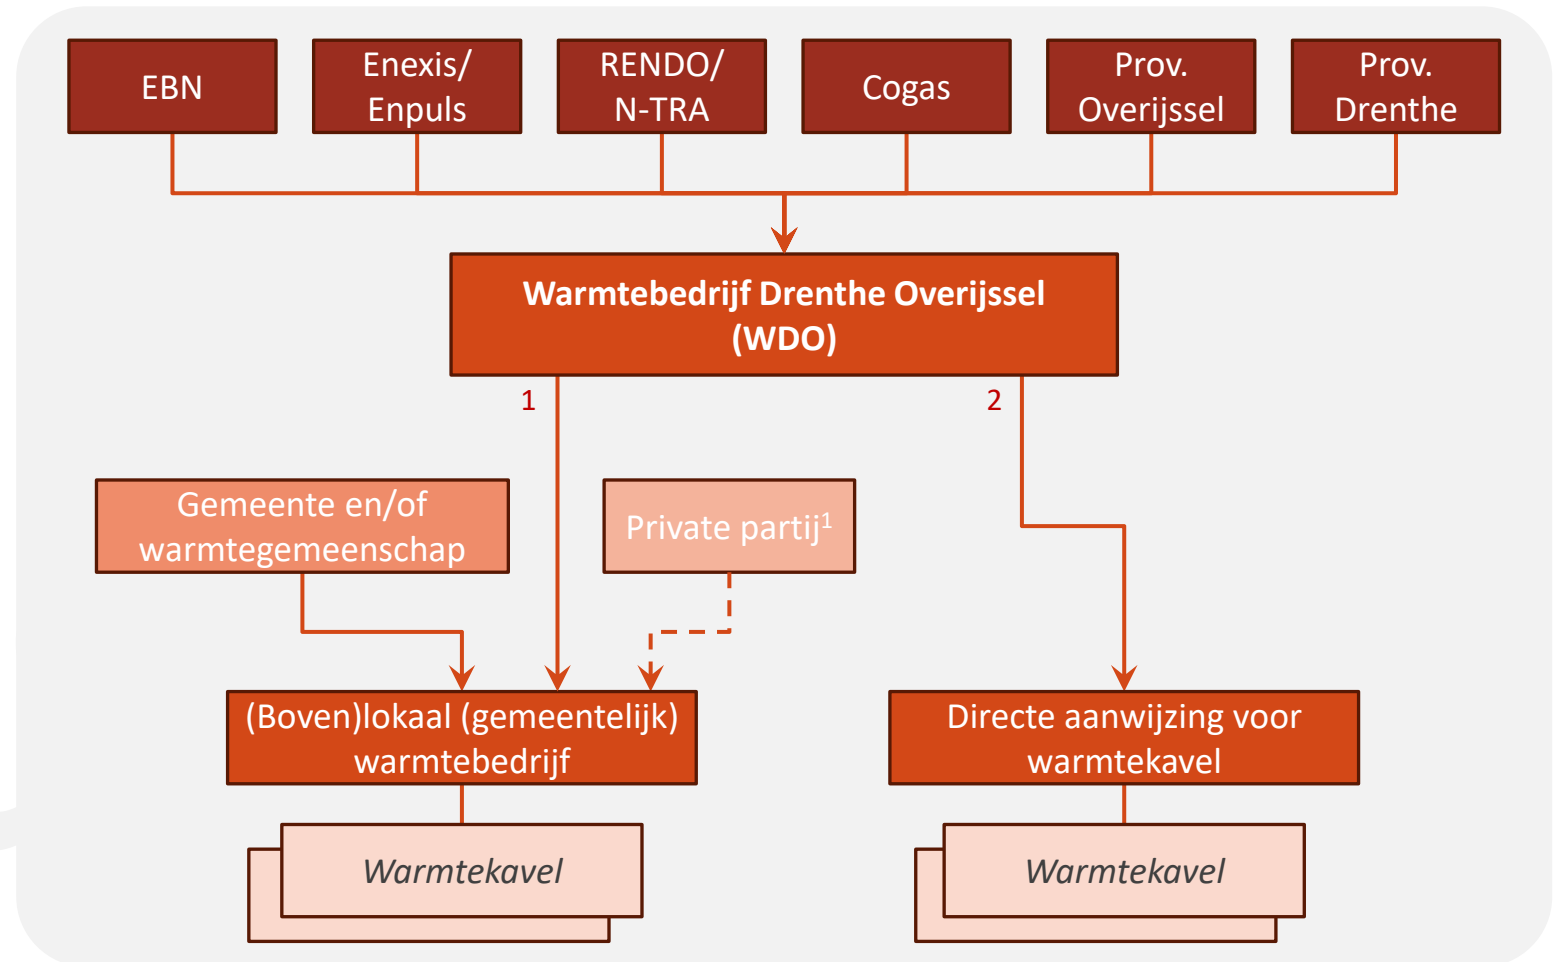 EBN
Enexis/
Enpuls
RENDO/
N-TRA
Cogas
Prov.
Overijssel
Prov.
Drenthe
Warmtebedrijf Drenthe Overijssel
(WDO)
1
2
Gemeente en/of
warmtegemeenschap
Private partij¹
(Boven)lokaal (gemeentelijk)
warmtebedrijf
Directe aanwijzing voor
warmtekavel
Warmtekavel
Warmtekavel